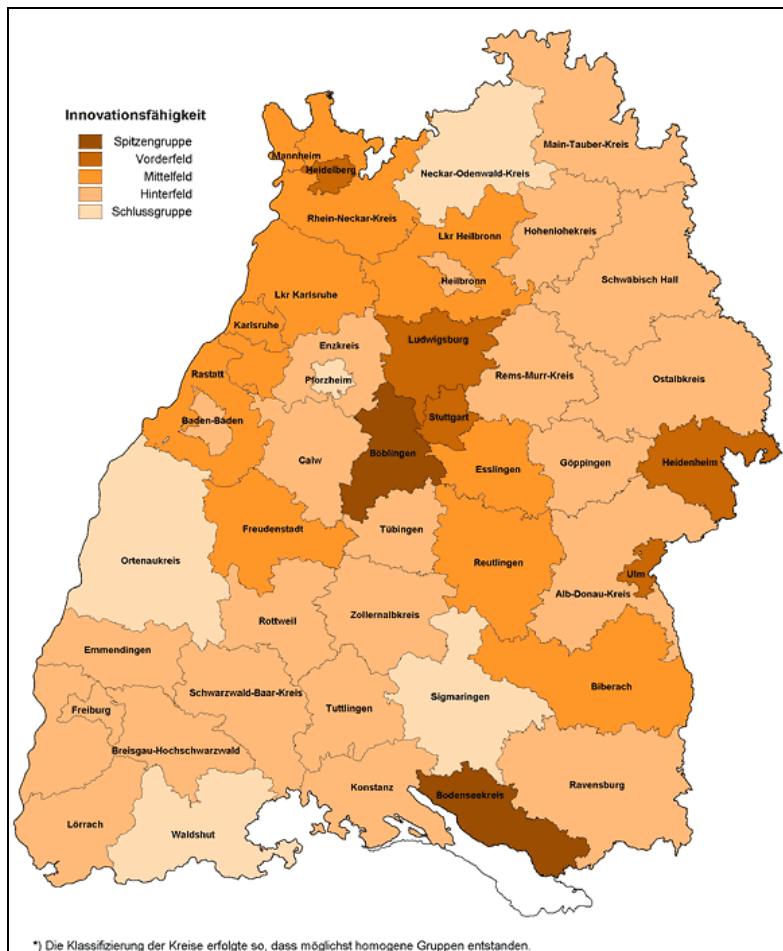 Innovationsfähigkeit
Spitzengruppe
Vorderfeld
Mittelfeld
Hinterfeld
Schlussgruppe
Main-Tauber-Kreis
Mannheim
Heidelberg
Neckar-Odenwald-Kreis
Rhein-Neckar-Kreis
Lkr Heilbronn
Hohenlohekreis
Heilbronn
Schwäbisch Hall
Lkr Karlsruhe
Karlsruhe
Enzkreis
Ludwigsburg
Rastatt
Pforzheim
Rems-Murr-Kreis
Ostalbkreis
Baden-Baden
Stuttgart
Calw
Böblingen
Esslingen
Göppingen
Heidenheim
Freudenstadt
Tübingen
Ortenaukreis
Reutlingen
Ulm
Alb-Donau-Kreis
Rottweil
Zollernalbkreis
Emmendingen
Schwarzwald-Baar-Kreis
Sigmaringen
Biberach
Freiburg
Tuttlingen
Breisgau-Hochschwarzwald
Konstanz
Bodenseekreis
Ravensburg
Lörrach
Waldshut
*) Die Klassifizierung der Kreise erfolgte so, dass möglichst homogene Gruppen entstanden.